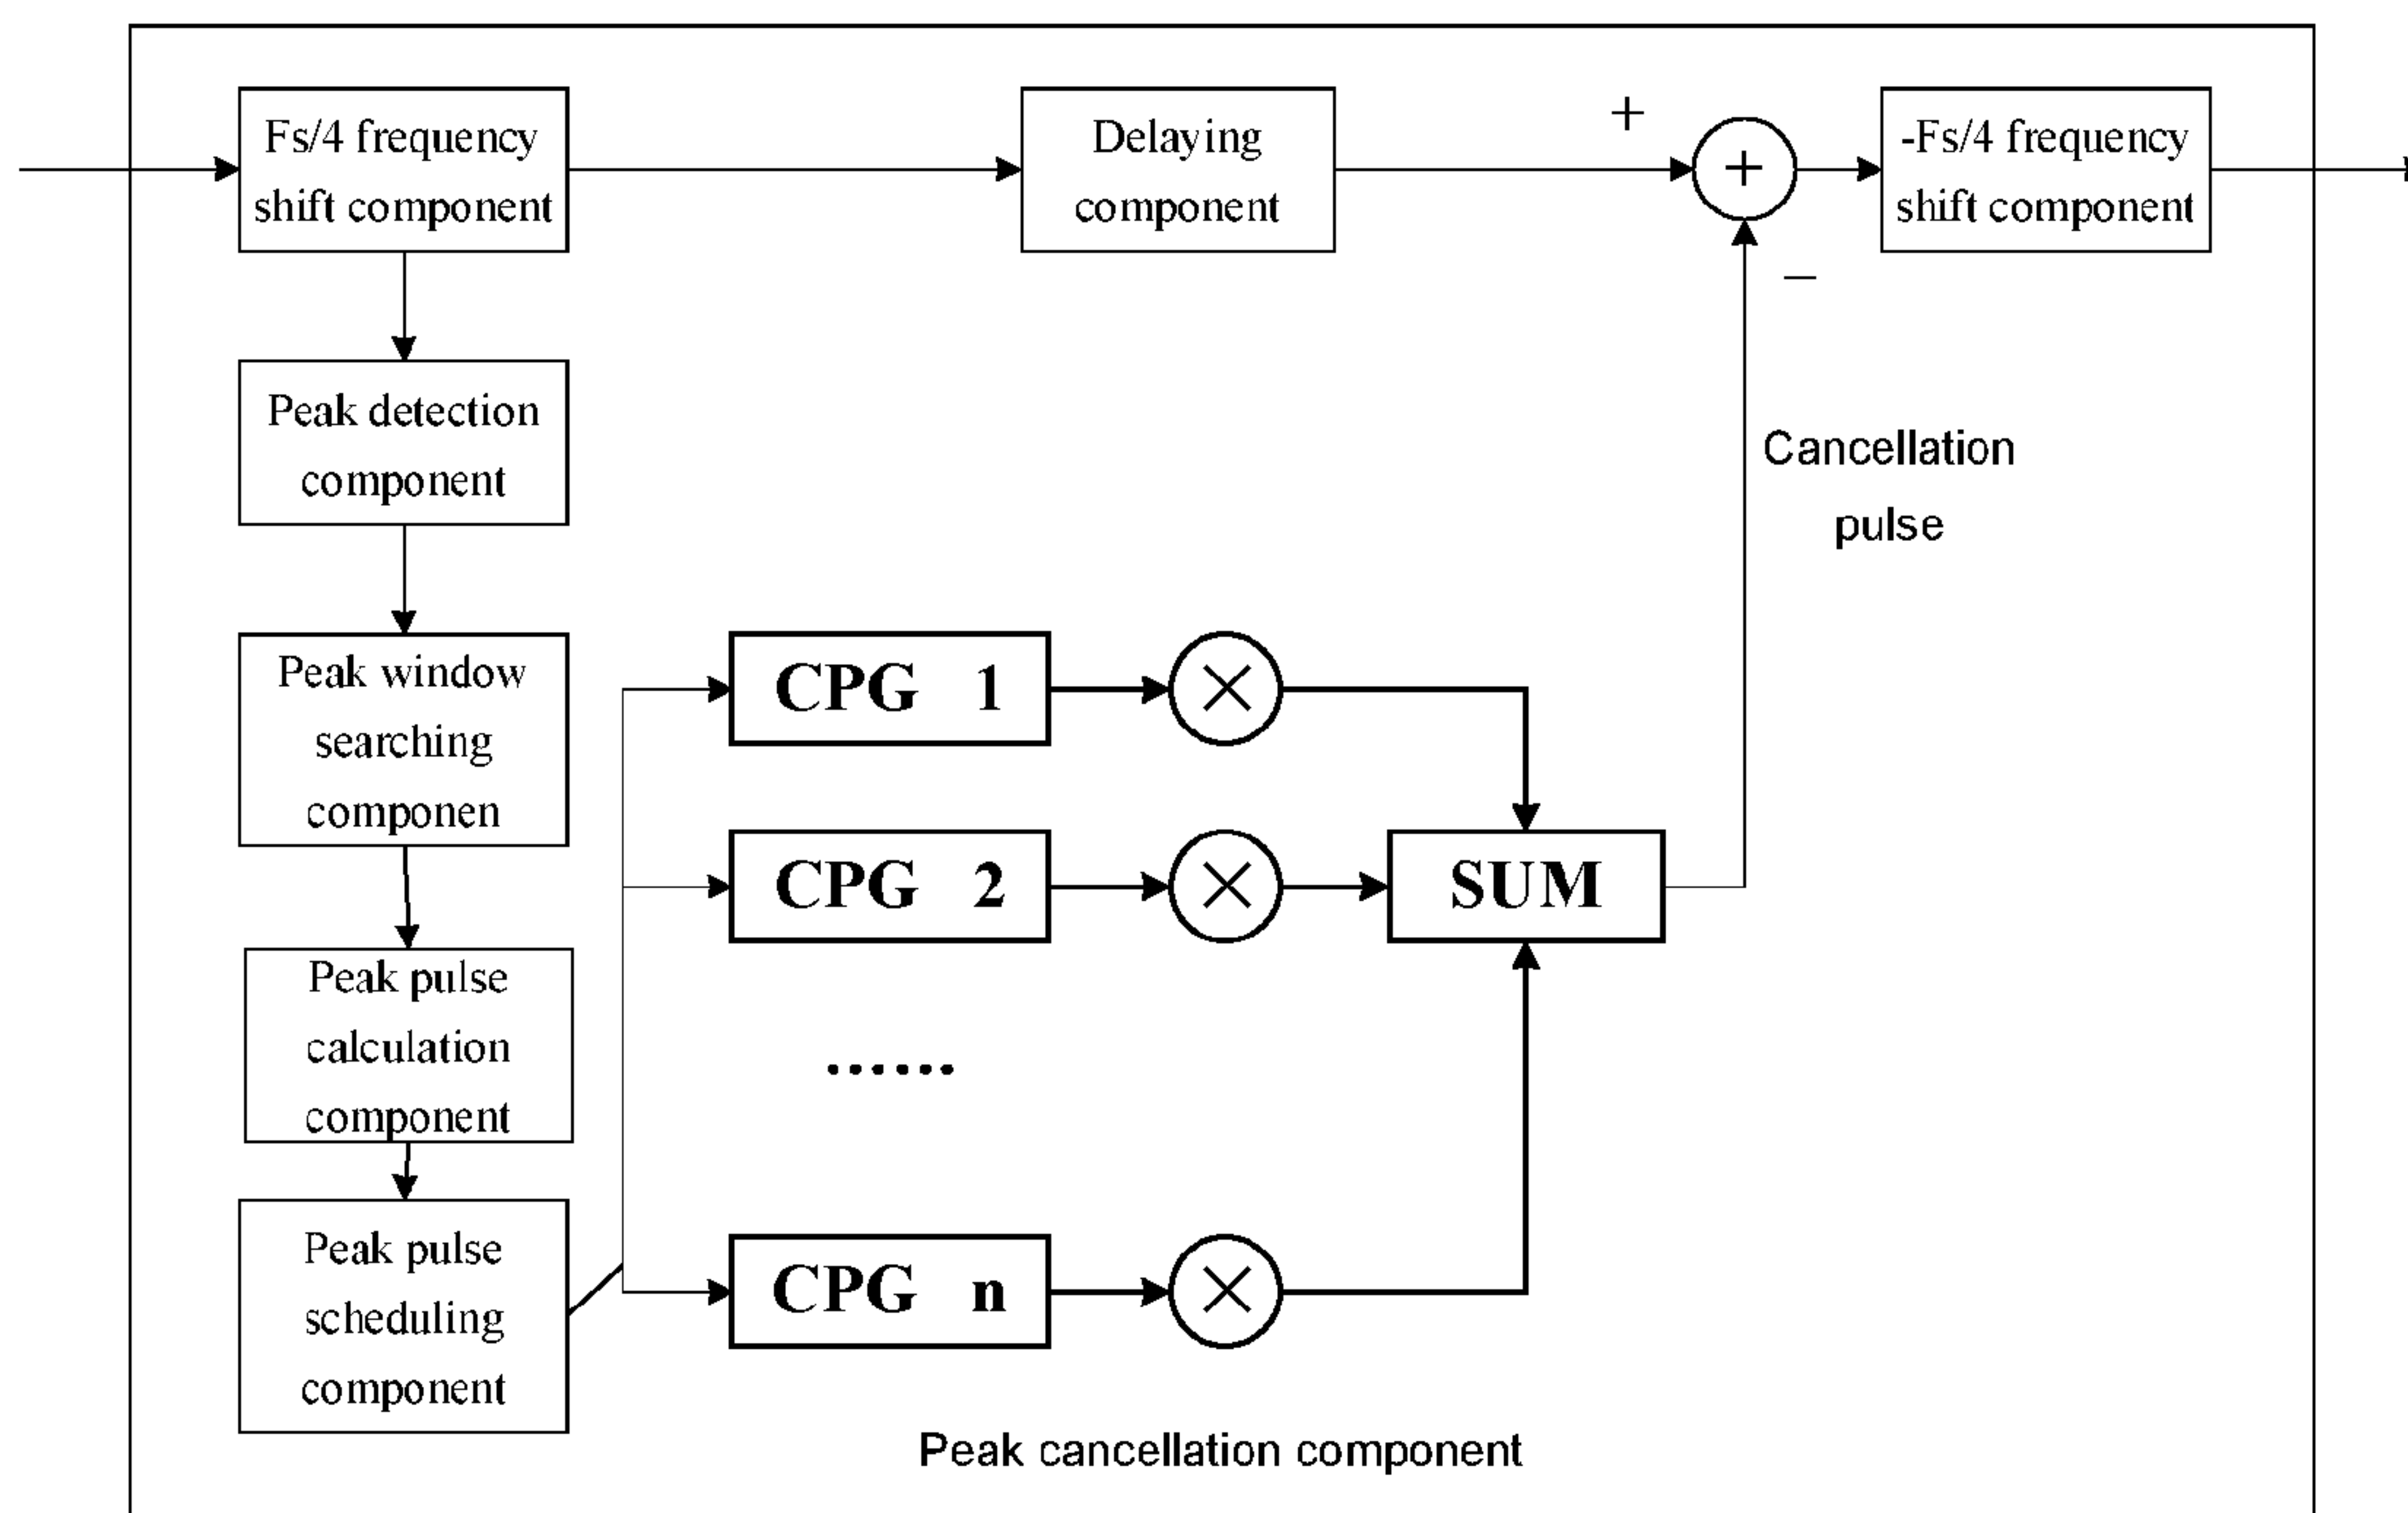 Fs/4 frequency
shift component
Delaying
component
+
+
-Fs/4 frequency
shift component
–
Peak detection
component
Cancellation
pulse
Peak window
searching
componen
CPG 1
×
CPG 2
×
SUM
Peak pulse
calculation
component
······
Peak pulse
scheduling
component
CPG n
×
Peak cancellation component